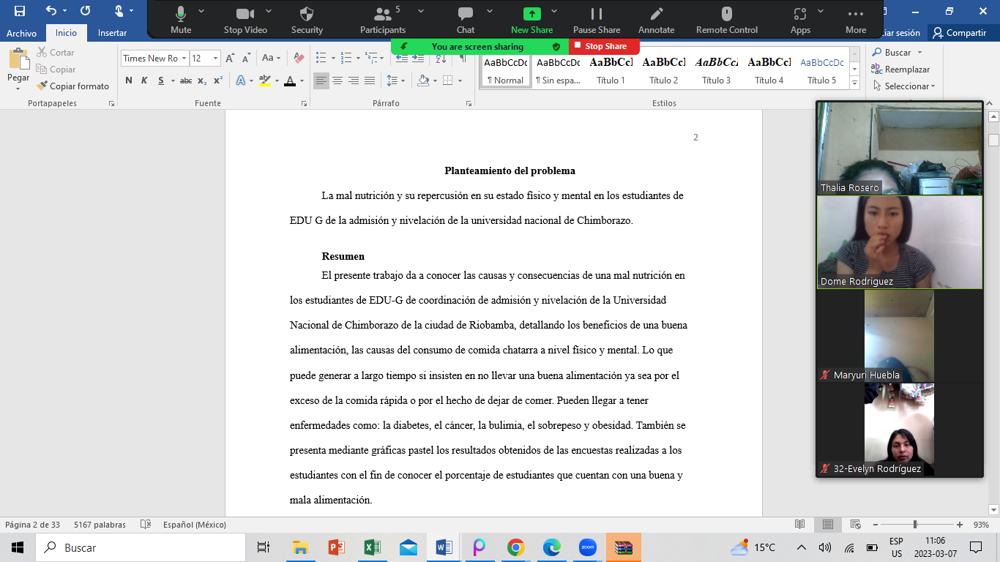 Mute
Stop Video
Security
Participants
5
Chat
New Share
Pause Share
Annotate
Remote Control
Apps
More
You are screen sharing
Stop Share
Archivo
Inicio
Insertar
iar sesión
Compartir
Pegar
Cortar
Copiar
Copiar formato
Portapapeles
Times New Ro
12
Aa
N K S abc x₂ x²
Fuente
Párrafo
AaBbCcDc
¶ Normal
AaBbCcDc
¶ Sin espa...
AaBbCcI
Título 1
AaBbCcI
Título 2
AaBbCcI
Título 3
AaBbCcI
Título 4
AaBbCcDc
Título 5
Estilos
Buscar
Reemplazar
Seleccionar
2
Planteamiento del problema
La mal nutrición y su repercusión en su estado físico y mental en los estudiantes de
EDU G de la admisión y nivelación de la universidad nacional de Chimborazo.
Resumen
El presente trabajo da a conocer las causas y consecuencias de una mal nutrición en
los estudiantes de EDU-G de coordinación de admisión y nivelación de la Universidad
Nacional de Chimborazo de la ciudad de Riobamba, detallando los beneficios de una buena
alimentación, las causas del consumo de comida chatarra a nivel físico y mental. Lo que
puede generar a largo tiempo si insisten en no llevar una buena alimentación ya sea por el
exceso de la comida rápida o por el hecho de dejar de comer. Pueden llegar a tener
enfermedades como: la diabetes, el cáncer, la bulimia, el sobrepeso y obesidad. También se
presenta mediante gráficas pastel los resultados obtenidos de las encuestas realizadas a los
estudiantes con el fin de conocer el porcentaje de estudiantes que cuentan con una buena y
mala alimentación.
Thalia Rosero
Dome Rodriguez
Maryuri Huebla
32-Evelyn Rodríguez
Página 2 de 33
5167 palabras
Español (México)
93%
Buscar
zoom
15°C
ESP
US
11:06
2023-03-07